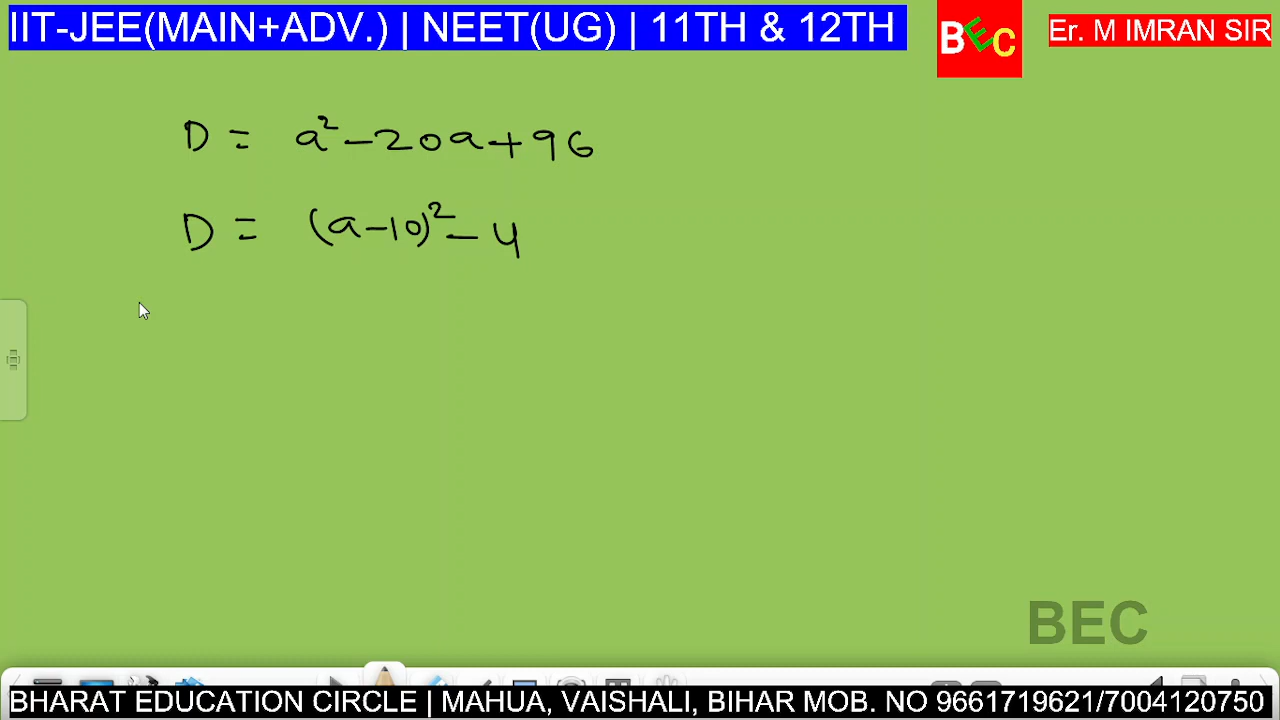 IIT-JEE(MAIN+ADV.) | NEET(UG) | 11TH & 12TH
BEC
Er. M IMRAN SIR
D = a² - 20a + 96
D = (a - 10)² - 4
BEC
BHARAT EDUCATION CIRCLE | MAHUA, VAISHALI, BIHAR MOB. NO 9661719621/7004120750